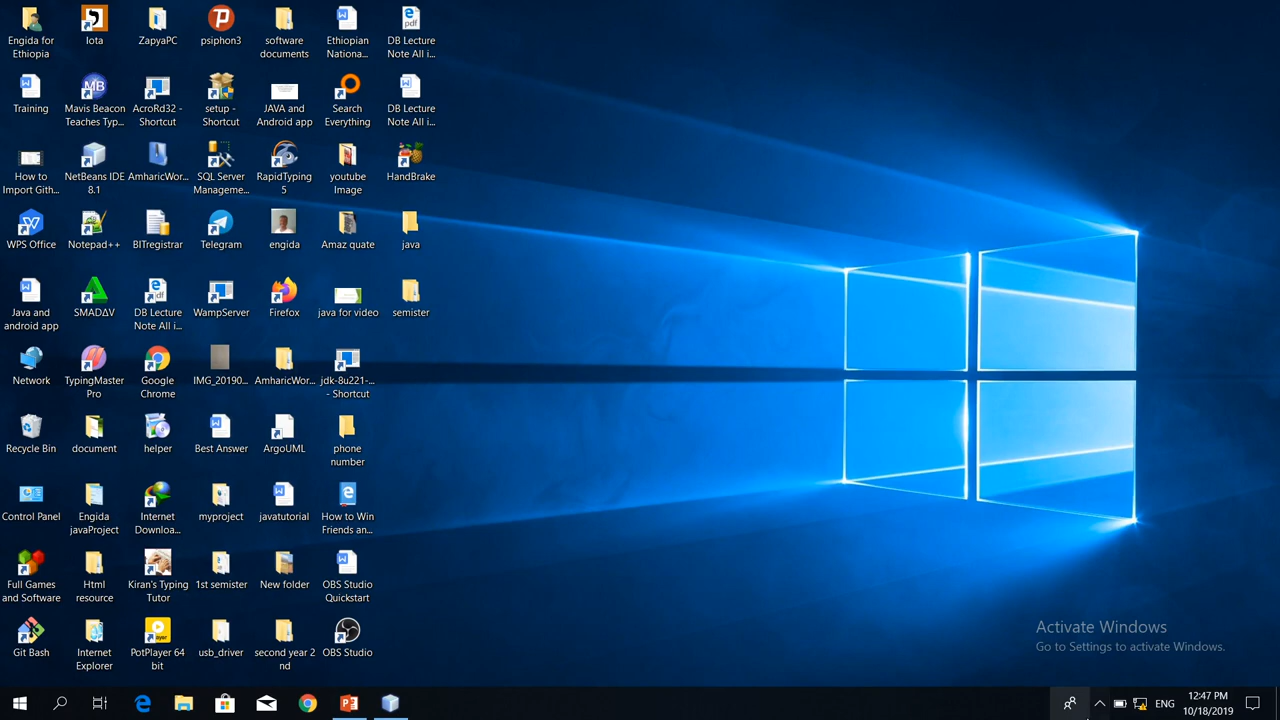 Engida for
Ethiopia
Iota
ZapyaPC
psiphon3
software
documents
Ethiopian
Nationa...
DB Lecture
Note All i...
Training
Mavis Beacon
Teaches Typ...
AcroRd32 -
Shortcut
setup -
Shortcut
JAVA and
Android app
Search
Everything
DB Lecture
Note All i...
How to
Import Gith...
NetBeans IDE
8.1
AmharicWor...
SQL Server
Manageme...
RapidTyping
5
youtube
Image
HandBrake
WPS Office
Notepad++
BITregistrar
Telegram
engida
Amaz quate
java
Java and
android app
SMADΔV
DB Lecture
Note All i...
WampServer
Firefox
java for video
semister
Network
TypingMaster
Pro
Google
Chrome
IMG_20190...
AmharicWor...
jdk-8u221-...
- Shortcut
Recycle Bin
document
helper
Best Answer
ArgoUML
phone
number
Control Panel
Engida
javaProject
Internet
Downloa...
myproject
javatutorial
How to Win
Friends an...
Full Games
and Software
Html
resource
Kiran's Typing
Tutor
1st semister
New folder
OBS Studio
Quickstart
Git Bash
Internet
Explorer
PotPlayer 64
bit
usb_driver
second year 2
nd
OBS Studio
Activate Windows
Go to Settings to activate Windows.
ENG
12:47 PM
10/18/2019